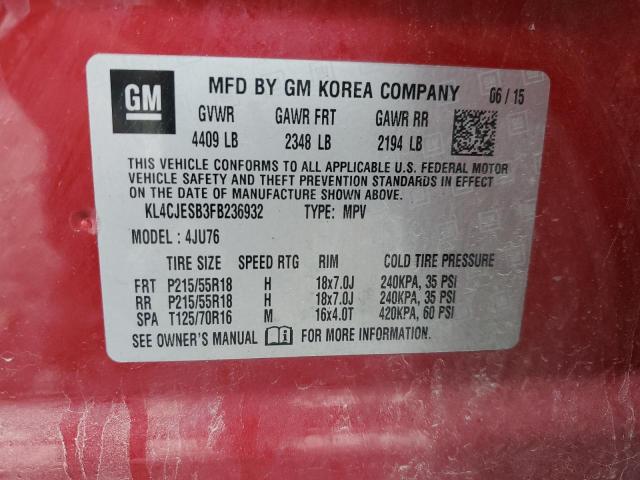 GM MFD BY GM KOREA COMPANY 06 / 15
GVWR GAWR FRT GAWR RR
4409 LB 2348 LB 2194 LB
THIS VEHICLE CONFORMS TO ALL APPLICABLE U.S. FEDERAL MOTOR
VEHICLE SAFETY AND THEFT PREVENTION STANDARDS IN EFFECT
ON THE DATE OF MANUFACTURE SHOWN ABOVE.
KL4CJESB3FB236932 TYPE: MPV
MODEL : 4JU76
TIRE SIZE SPEED RTG RIM COLD TIRE PRESSURE
FRT P215/55R18 H 18x7.0J 240KPA, 35 PSI
RR P215/55R18 H 18x7.0J 240KPA, 35 PSI
SPA T125/70R16 M 16x4.0T 420KPA, 60 PSI
SEE OWNER'S MANUAL i FOR MORE INFORMATION.